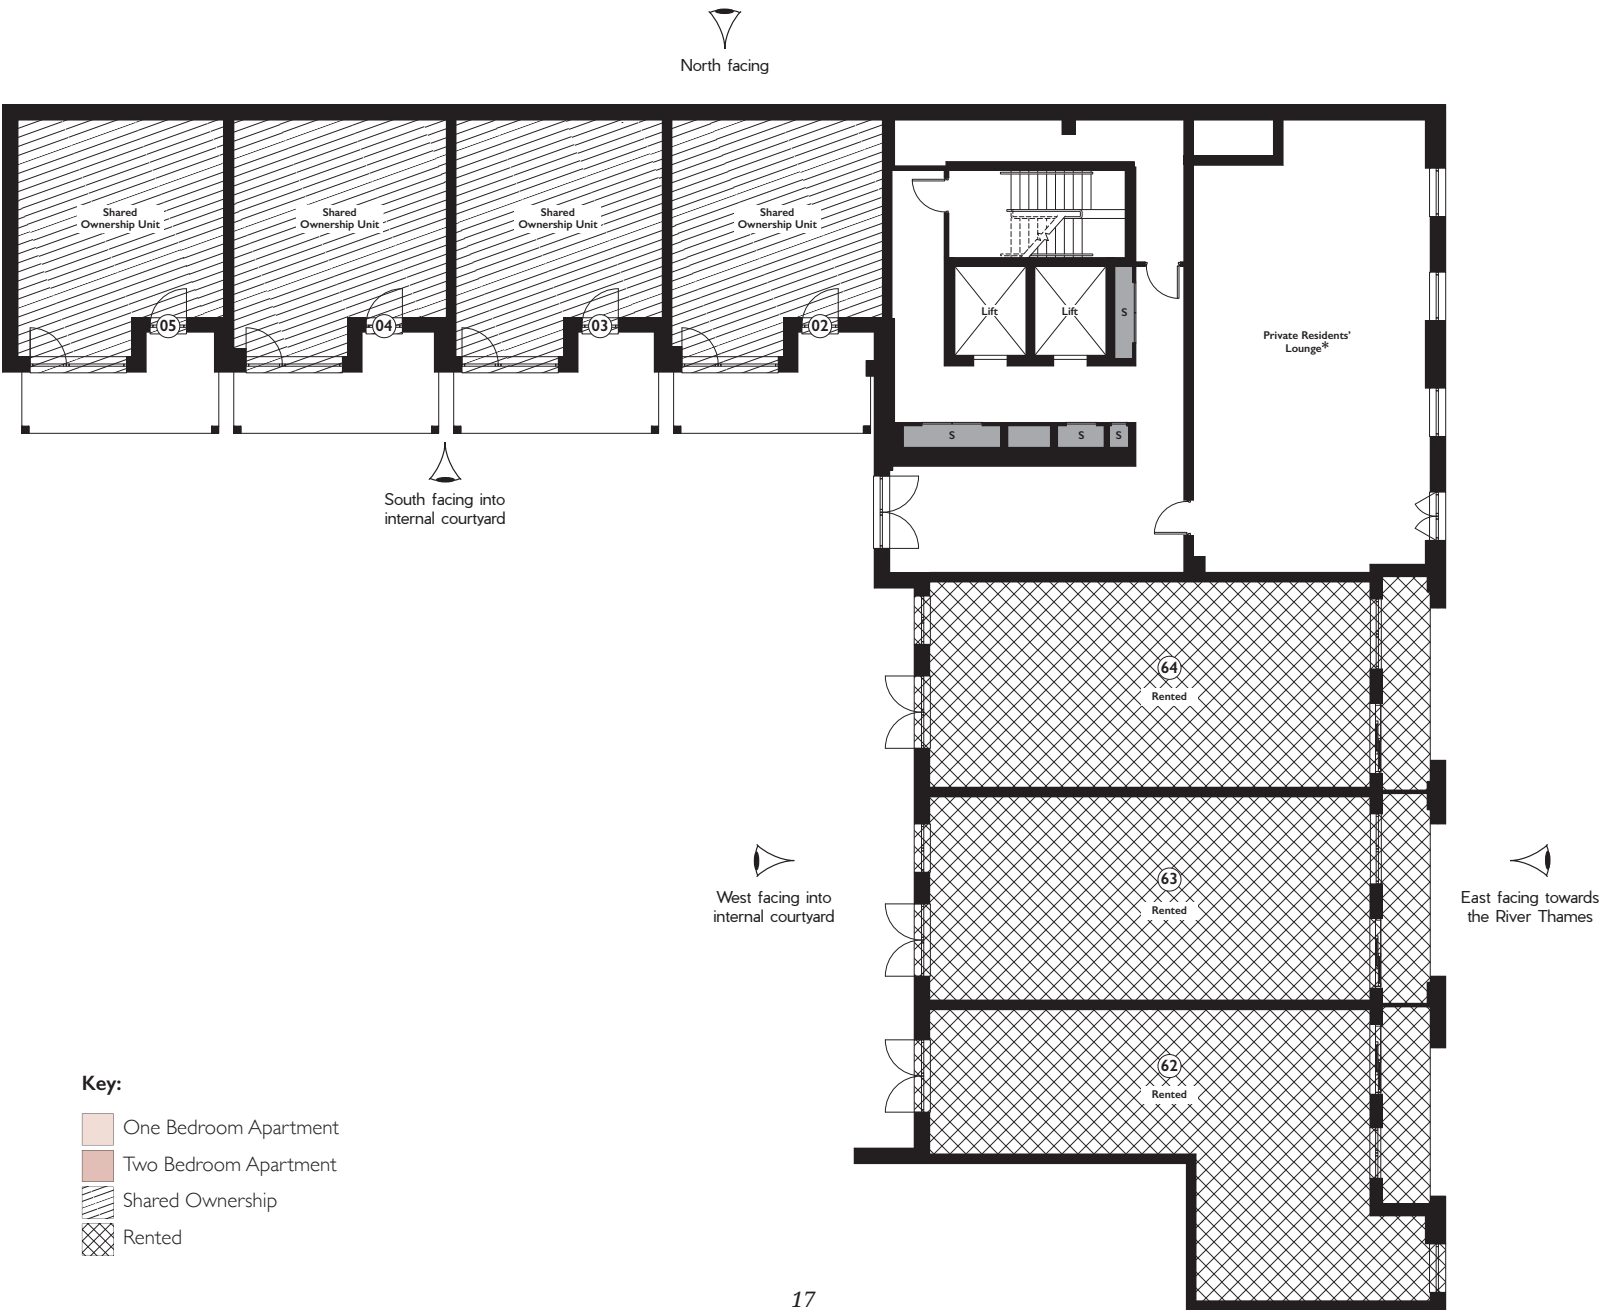 North facing
Shared
Ownership Unit
Shared
Ownership Unit
Shared
Ownership Unit
Shared
Ownership Unit
05
04
03
02
Lift
Lift
S
Private Residents'
Lounge*
S
S
S
South facing into
internal courtyard
64
Rented
63
Rented
West facing into
internal courtyard
East facing towards
the River Thames
62
Rented
Key:
One Bedroom Apartment
Two Bedroom Apartment
Shared Ownership
Rented
17